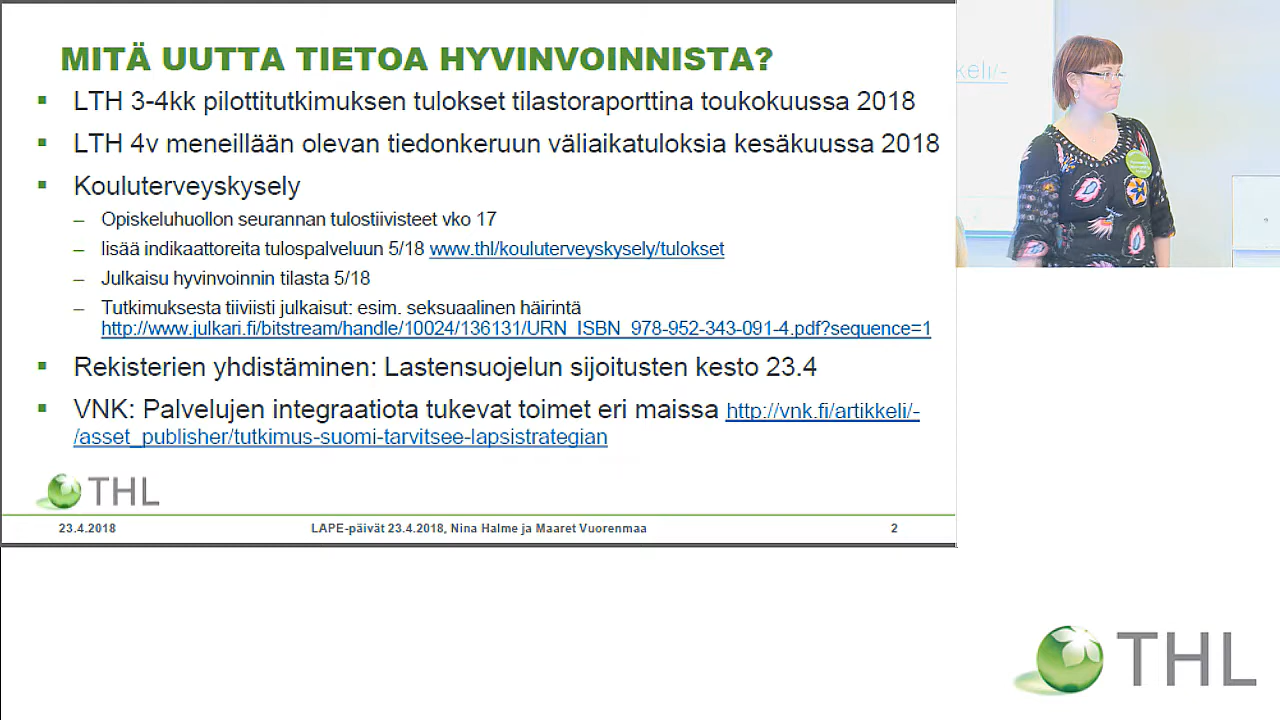 MITÄ UUTTA TIETOA HYVINVOINNISTA?
LTH 3-4kk pilottitutkimuksen tulokset tilastoraporttina toukokuussa 2018
LTH 4v meneillään olevan tiedonkeruun väliaikatuloksia kesäkuussa 2018
Kouluterveyskysely
– Opiskeluhuollon seurannan tulostiivisteet vko 17
– lisää indikaattoreita tulospalveluun 5/18 www.thl/kouluterveyskysely/tulokset
– Julkaisu hyvinvoinnin tilasta 5/18
– Tutkimuksesta tiiviisti julkaisut: esim. seksuaalinen häirintä
http://www.julkari.fi/bitstream/handle/10024/136131/URN_ISBN_978-952-343-091-4.pdf?sequence=1
Rekisterien yhdistäminen: Lastensuojelun sijoitusten kesto 23.4
VNK: Palvelujen integraatiota tukevat toimet eri maissa http://vnk.fi/artikkeli/-
/asset_publisher/tutkimus-suomi-tarvitsee-lapsistrategian
THL
23.4.2018 LAPE-päivät 23.4.2018, Nina Halme ja Maaret Vuorenmaa 2
keli/-
THL